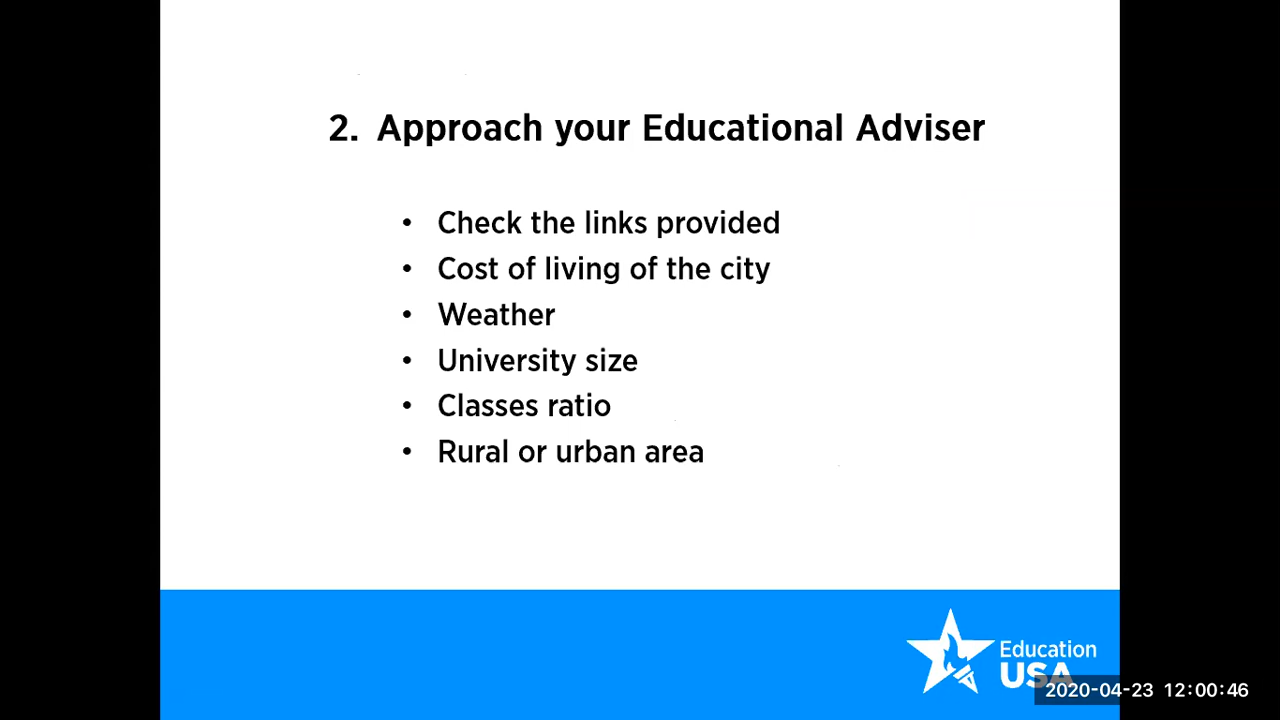 2. Approach your Educational Adviser
• Check the links provided
• Cost of living of the city
• Weather
• University size
• Classes ratio
• Rural or urban area
Education
USA
2020-04-23 12:00:46